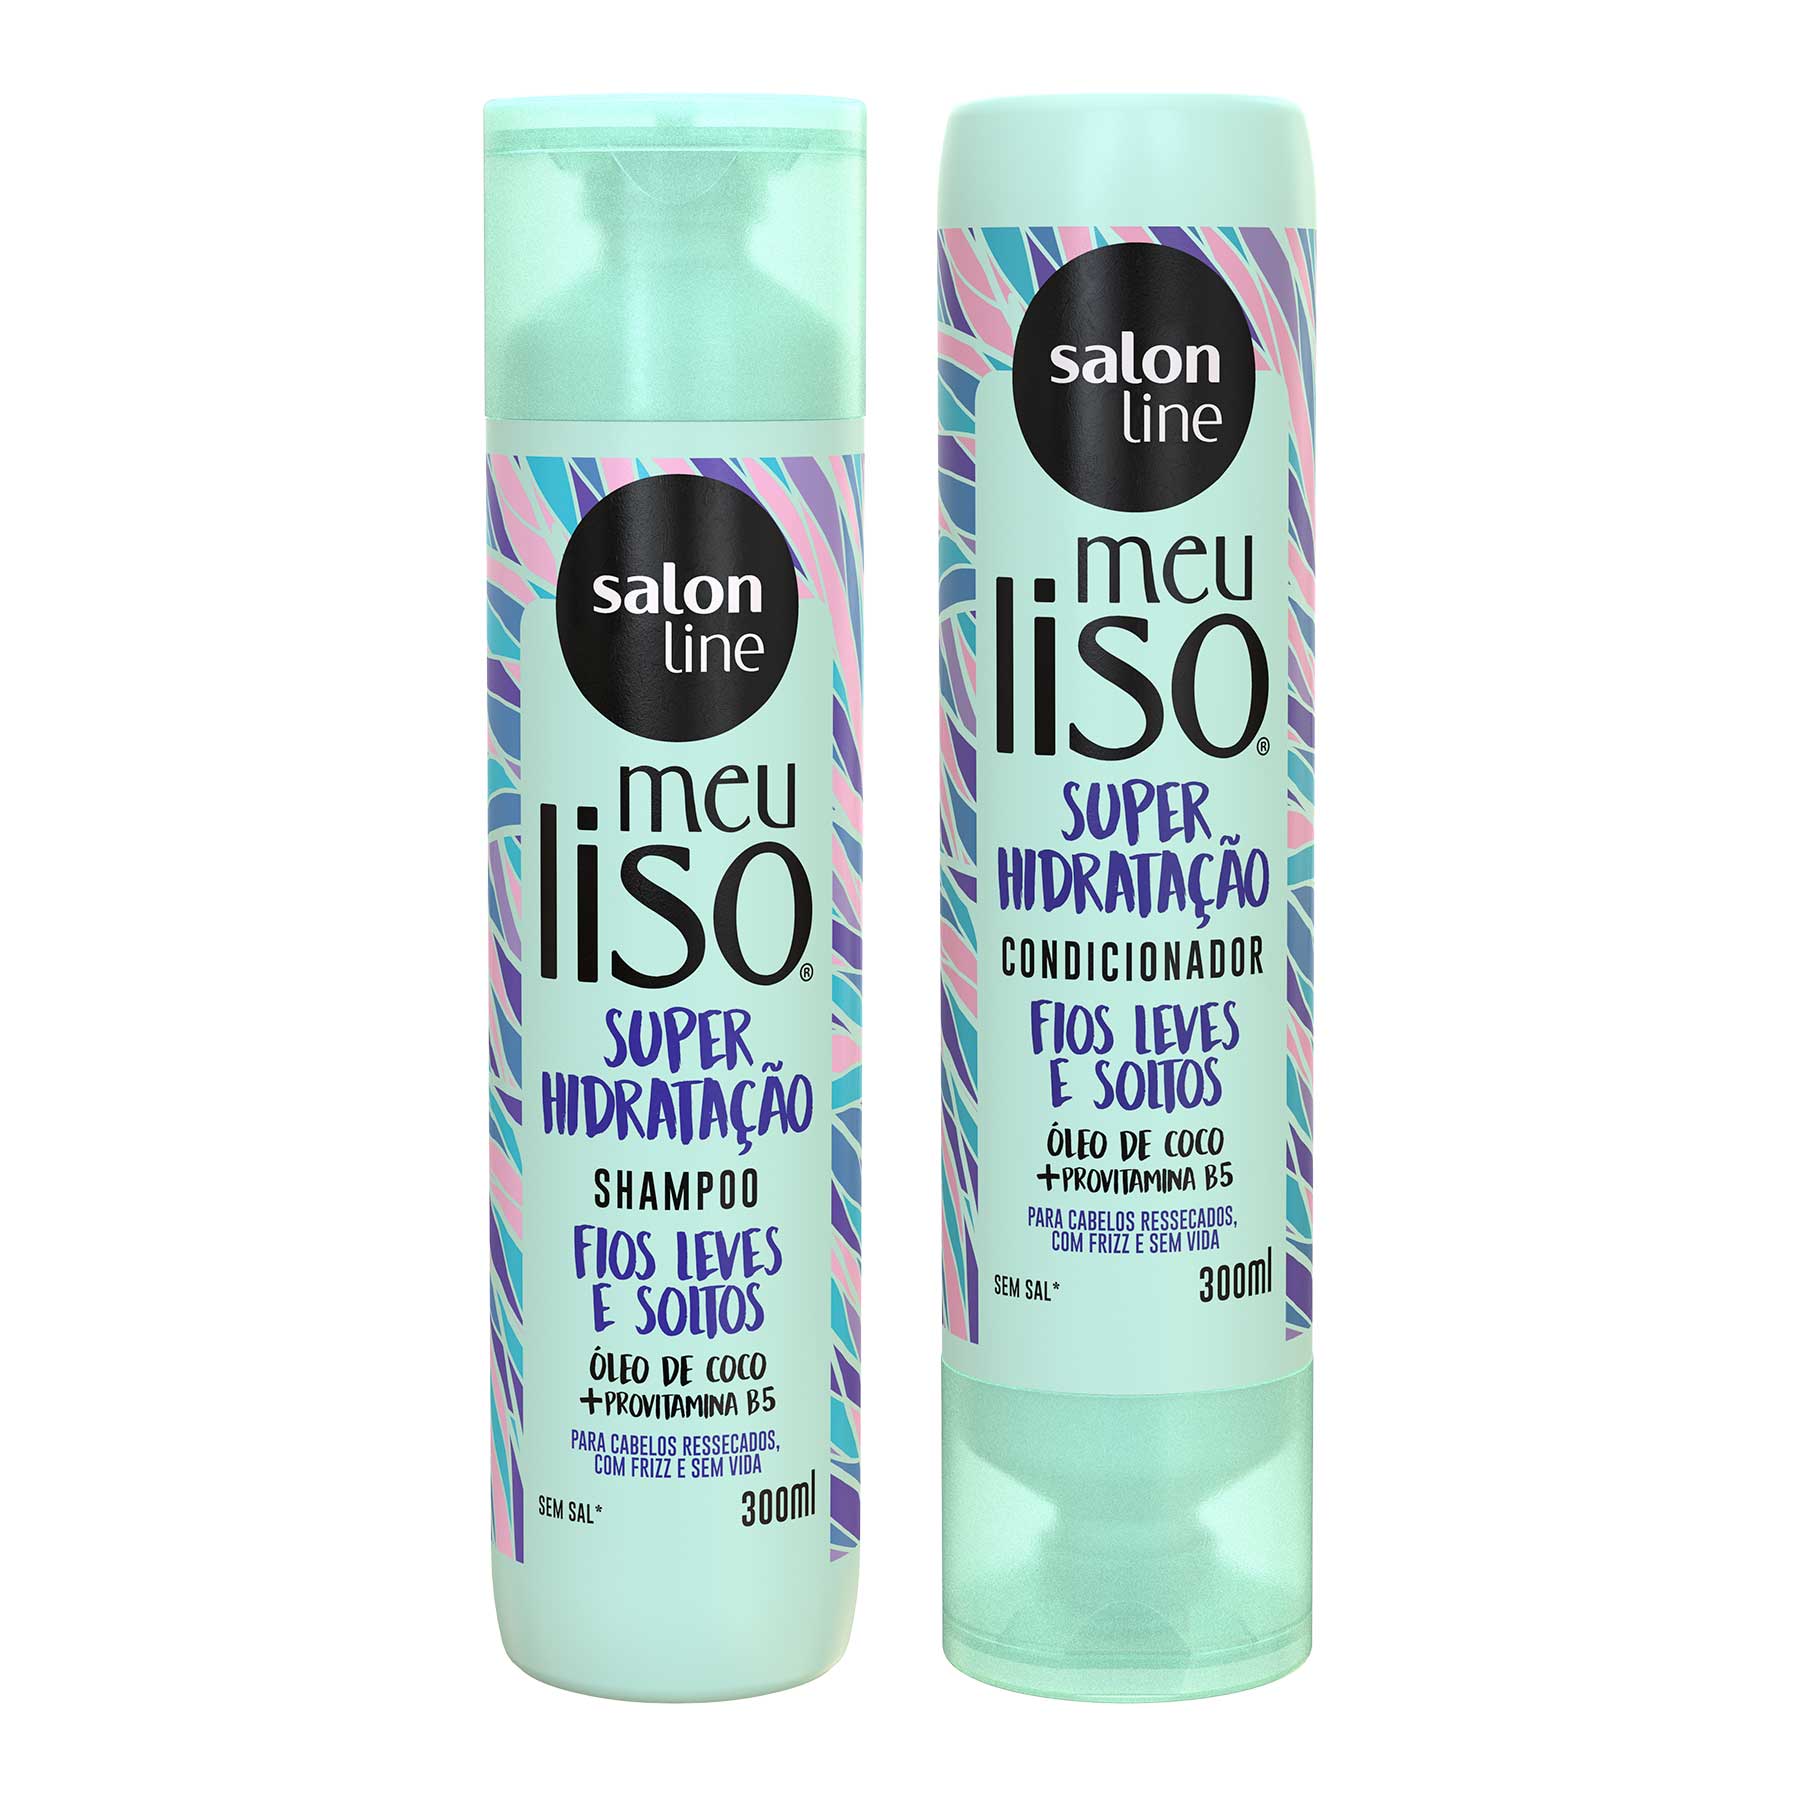 salon
line
meu
liso®
SUPER
HIDRATAÇÃO
SHAMPOO
FIOS LEVES
E SOLTOS
ÓLEO DE COCO
+PROVITAMINA B5
PARA CABELOS RESSECADOS,
COM FRIZZ E SEM VIDA
SEM SAL* 300ml
salon
line
meu
liso®
SUPER
HIDRATAÇÃO
CONDICIONADOR
FIOS LEVES
E SOLTOS
ÓLEO DE COCO
+PROVITAMINA B5
PARA CABELOS RESSECADOS,
COM FRIZZ E SEM VIDA
SEM SAL* 300ml